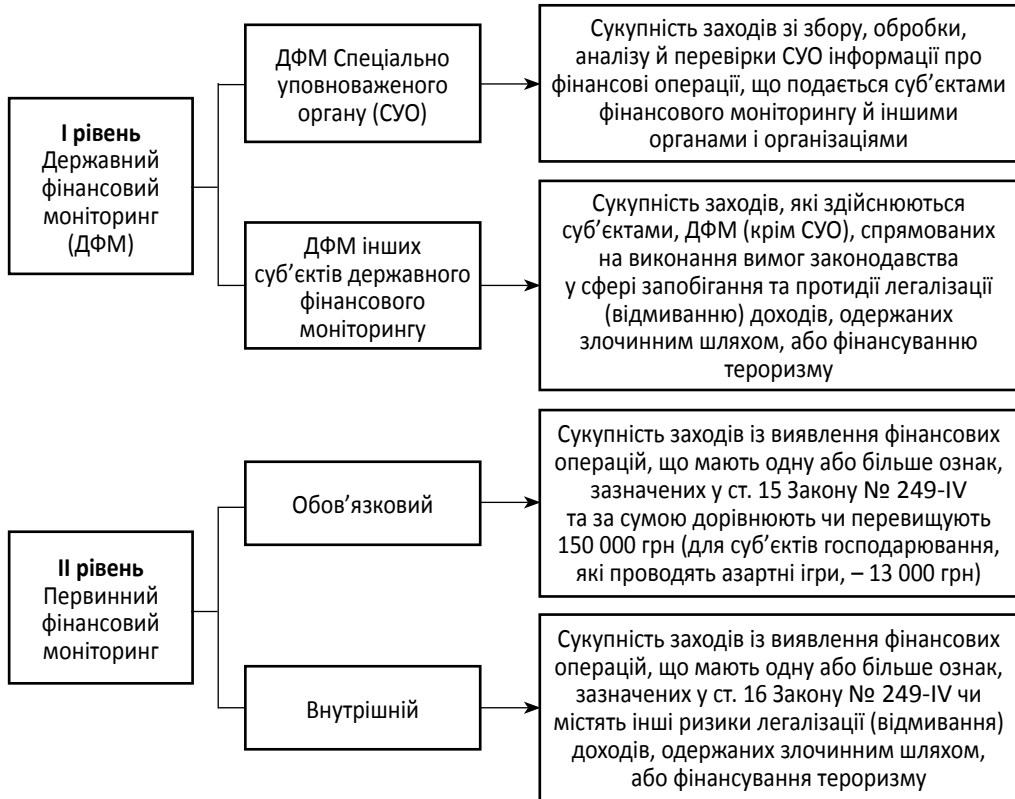 I рівень
Державний
фінансовий
моніторинг
(ДФМ)
ДФМ Спеціально
уповноваженого
органу (СУО)
Сукупність заходів зі збору, обробки,
аналізу й перевірки СУО інформації про
фінансові операції, що подається суб’єктами
фінансового моніторингу й іншими
органами і організаціями
ДФМ інших
суб’єктів державного
фінансового
моніторингу
Сукупність заходів, які здійснюються
суб’єктами, ДФМ (крім СУО), спрямованих
на виконання вимог законодавства
у сфері запобігання та протидії легалізації
(відмиванню) доходів, одержаних
злочинним шляхом, або фінансуванню
тероризму
II рівень
Первинний
фінансовий
моніторинг
Обов’язковий
Сукупність заходів із виявлення фінансових
операцій, що мають одну або більше ознак,
зазначених у ст. 15 Закону № 249-IV
та за сумою дорівнюють чи перевищують
150 000 грн (для суб’єктів господарювання,
які проводять азартні ігри, – 13 000 грн)
Внутрішній
Сукупність заходів із виявлення фінансових
операцій, що мають одну або більше ознак,
зазначених у ст. 16 Закону № 249-IV чи
містять інші ризики легалізації (відмивання)
доходів, одержаних злочинним шляхом,
або фінансування тероризму